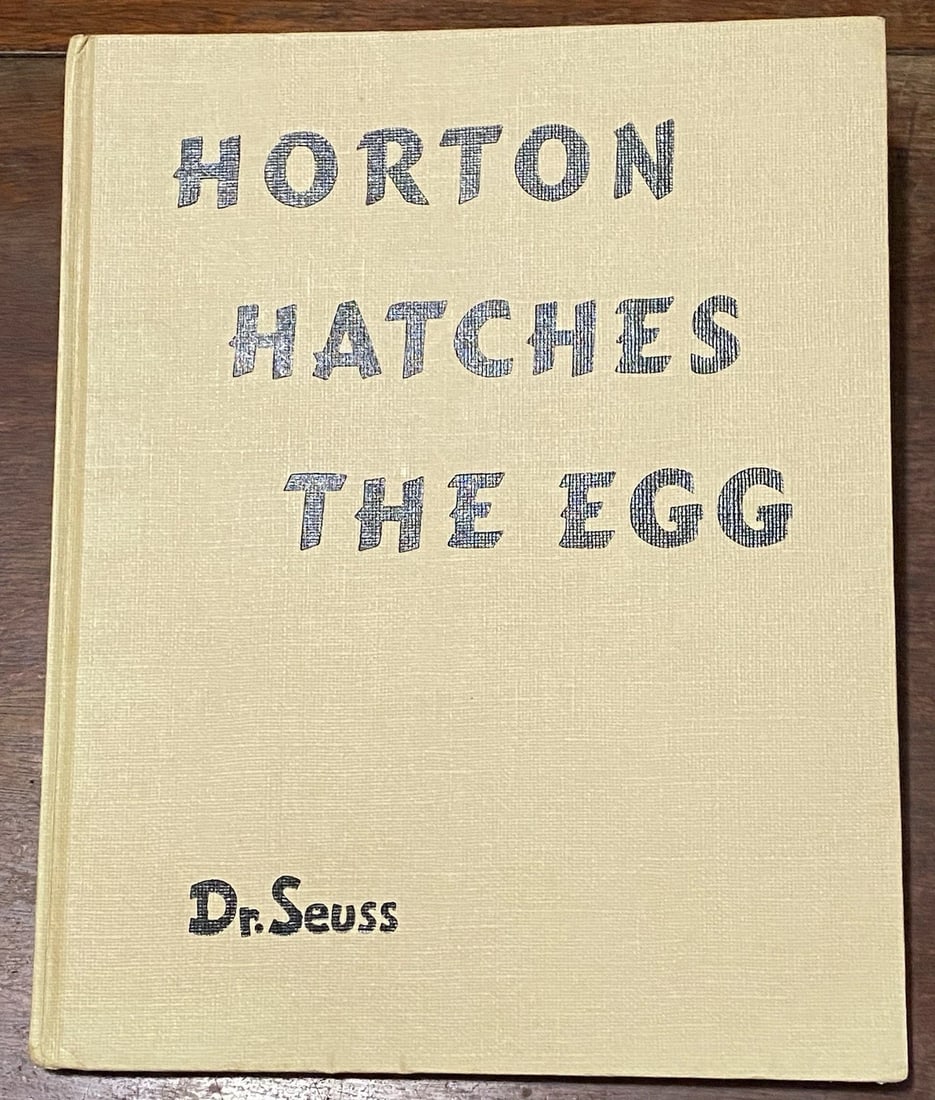 HORTON
HATCHES
THE EGG
Dr. Seuss